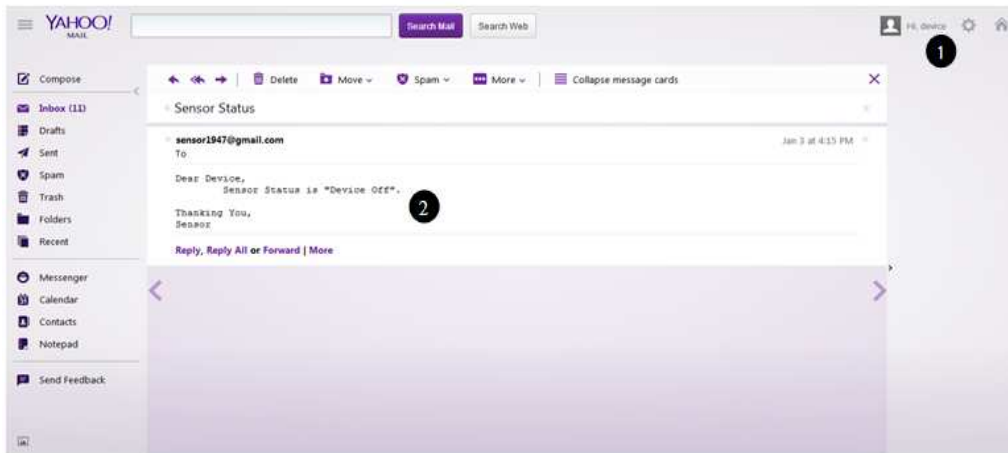 YAHOO!
MAIL
Search Mail
Search Web
Hi, device
1
Compose
Delete
Move
Spam
More
Collapse message cards
Inbox (11)
Drafts
Sent
Spam
Trash
Folders
Recent
Messenger
Calendar
Contacts
Notepad
Send Feedback
Sensor Status
sensor1947@gmail.com
Jan 3 at 4:15 PM
To
Dear Device,
Sensor Status is "Device Off".
2
Thanking You,
Sensor
Reply, Reply All or Forward | More